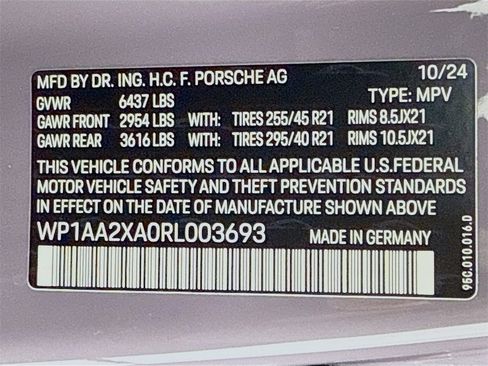 MFD BY DR. ING. H.C. F. PORSCHE AG 10/24
GVWR 6437 LBS TYPE: MPV
GAWR FRONT 2954 LBS WITH: TIRES 255/45 R21 RIMS 8.5JX21
GAWR REAR 3616 LBS WITH: TIRES 295/40 R21 RIMS 10.5JX21
THIS VEHICLE CONFORMS TO ALL APPLICABLE U.S.FEDERAL
MOTOR VEHICLE SAFETY AND THEFT PREVENTION STANDARDS
IN EFFECT ON THE DATE OF MANUFACTURE SHOWN ABOVE
WP1AA2XA0RL003693 MADE IN GERMANY
95C.010.016.D